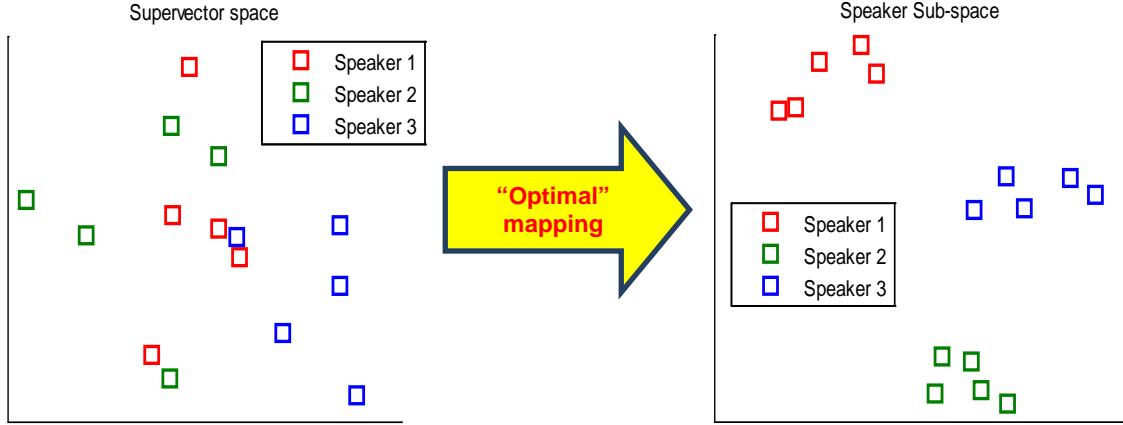 Supervector space
Speaker 1
Speaker 2
Speaker 3
“Optimal”
mapping
Speaker Sub-space
Speaker 1
Speaker 2
Speaker 3